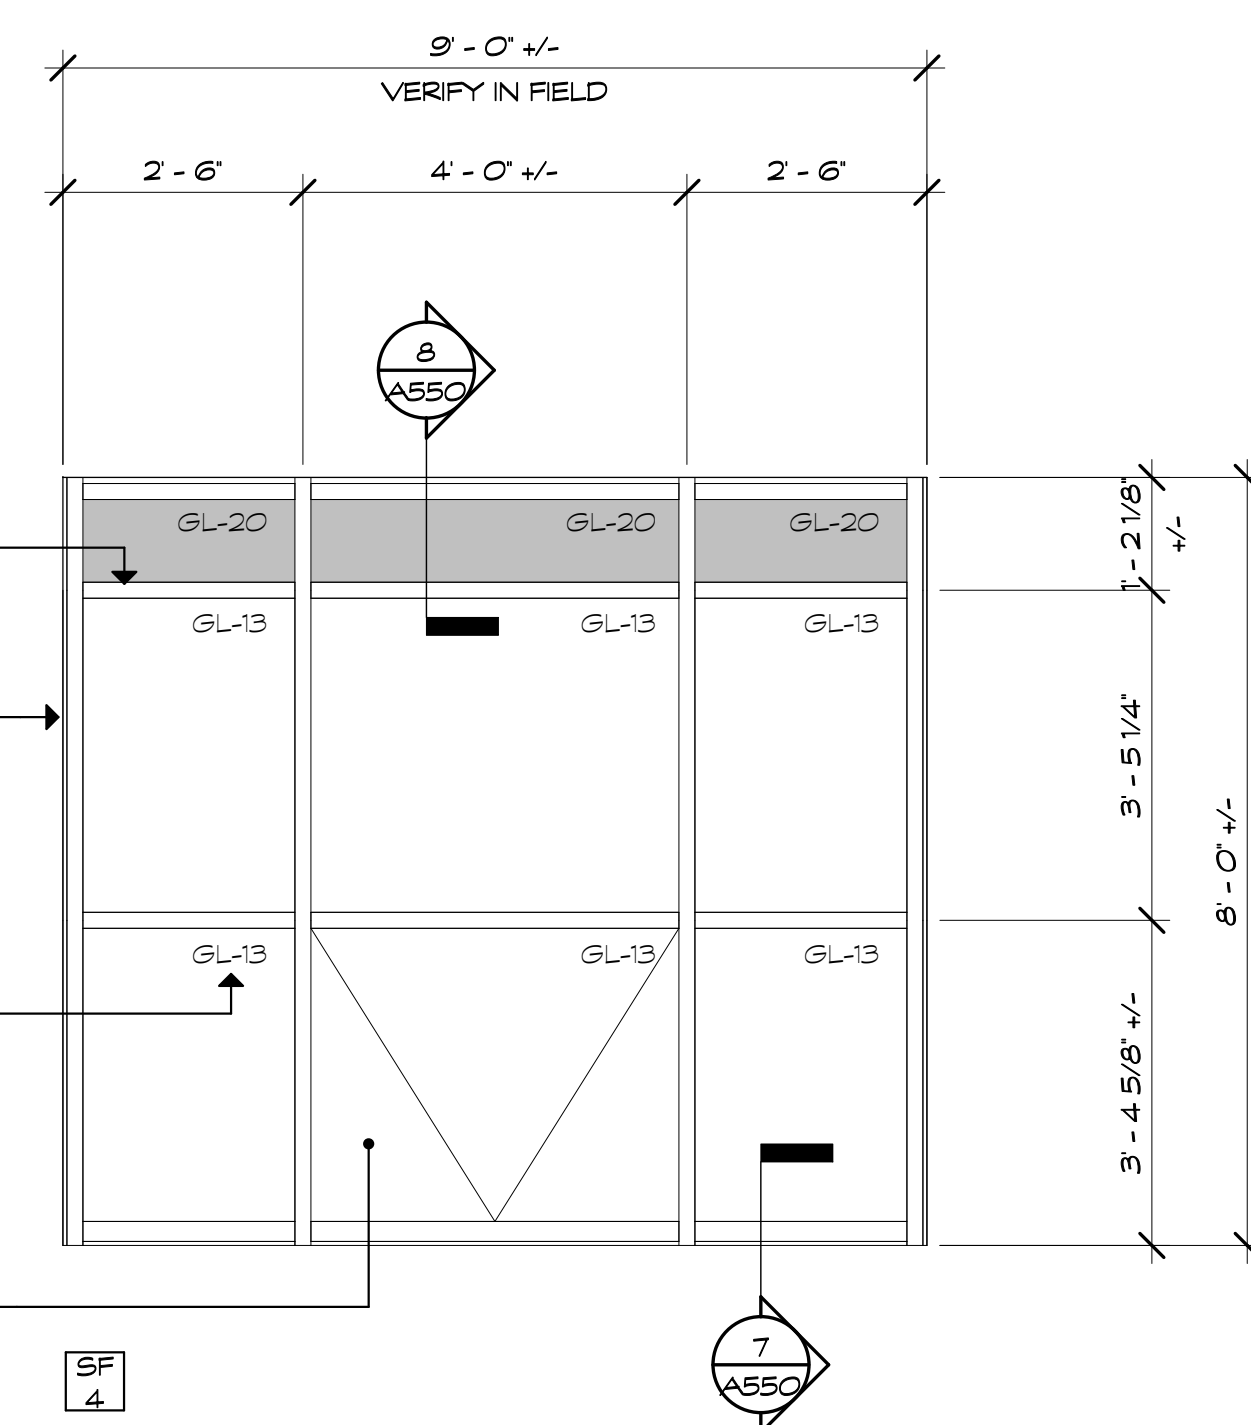 9' - 0" +/-
VERIFY IN FIELD
2' - 6"
4' - 0" +/-
2' - 6"
8
A550
GL-20
GL-20
GL-20
1' - 2 1/8"
+/-
GL-13
GL-13
GL-13
3' - 5 1/4"
8' - 0" +/-
GL-13
GL-13
GL-13
3' - 4 5/8" +/-
7
A550
SF
4